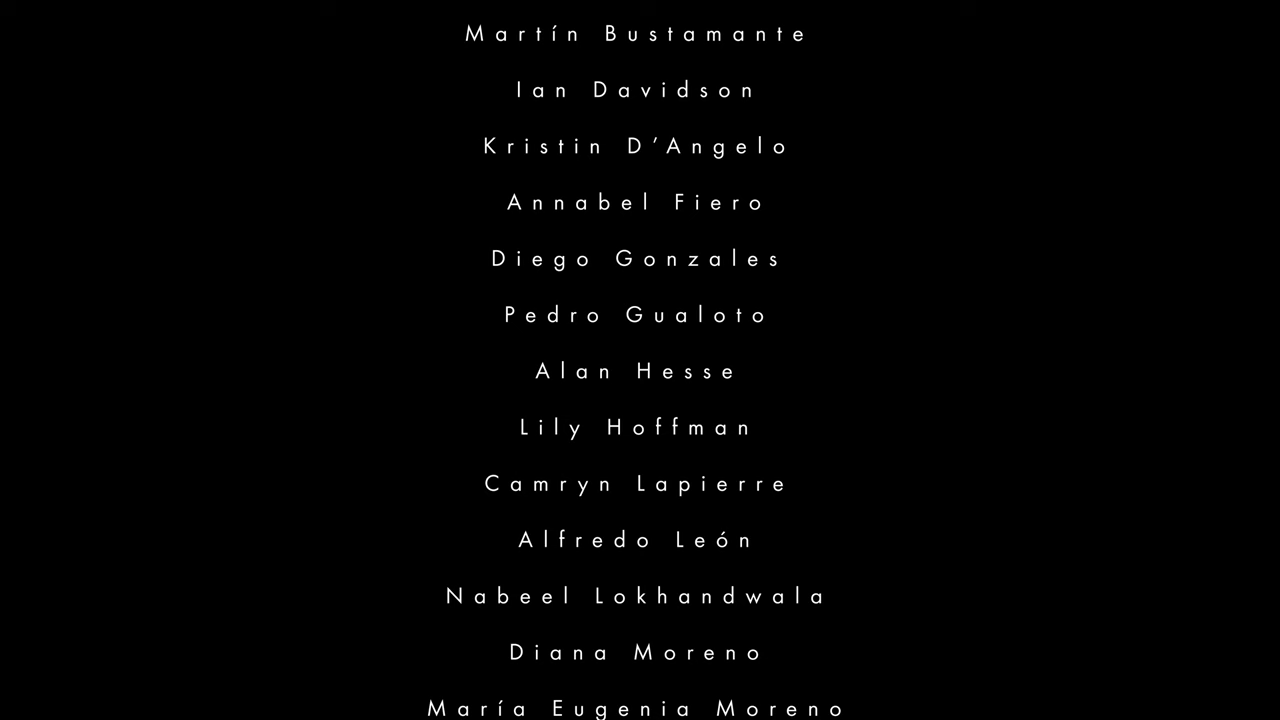 Martín Bustamante
Ian Davidson
Kristin D’Angelo
Annabel Fiero
Diego Gonzales
Pedro Gualoto
Alan Hesse
Lily Hoffman
Camryn Lapierre
Alfredo León
Nabeel Lokhandwala
Diana Moreno
María Eugenia Moreno